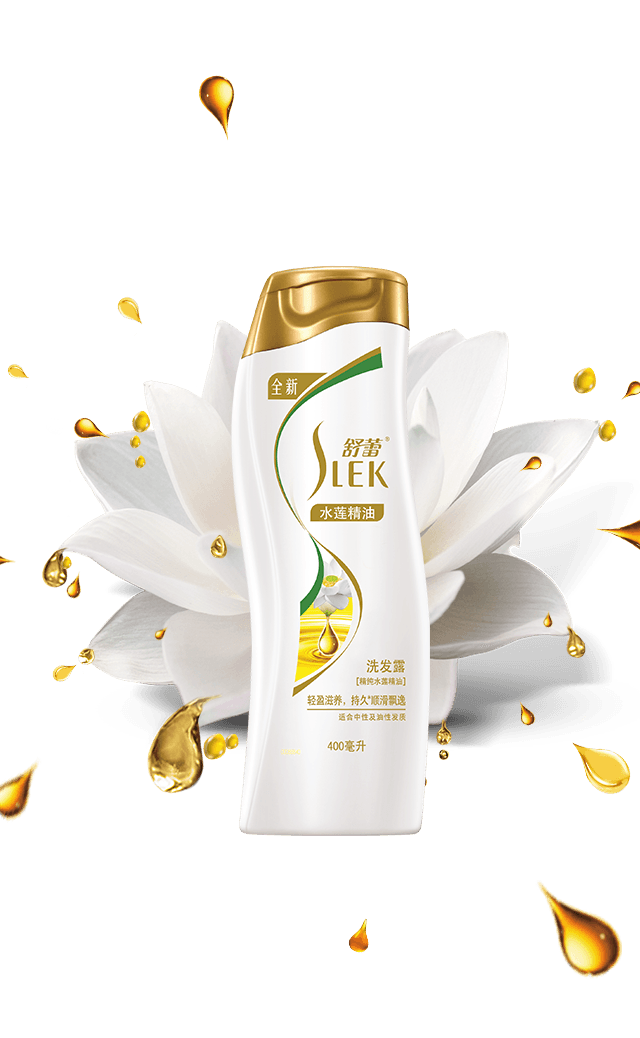 全新
舒蕾®
SLEK
水莲精油
洗发露
[精纯水莲精油]
轻盈滋养，持久*顺滑飘逸
适合中性及油性发质
400毫升